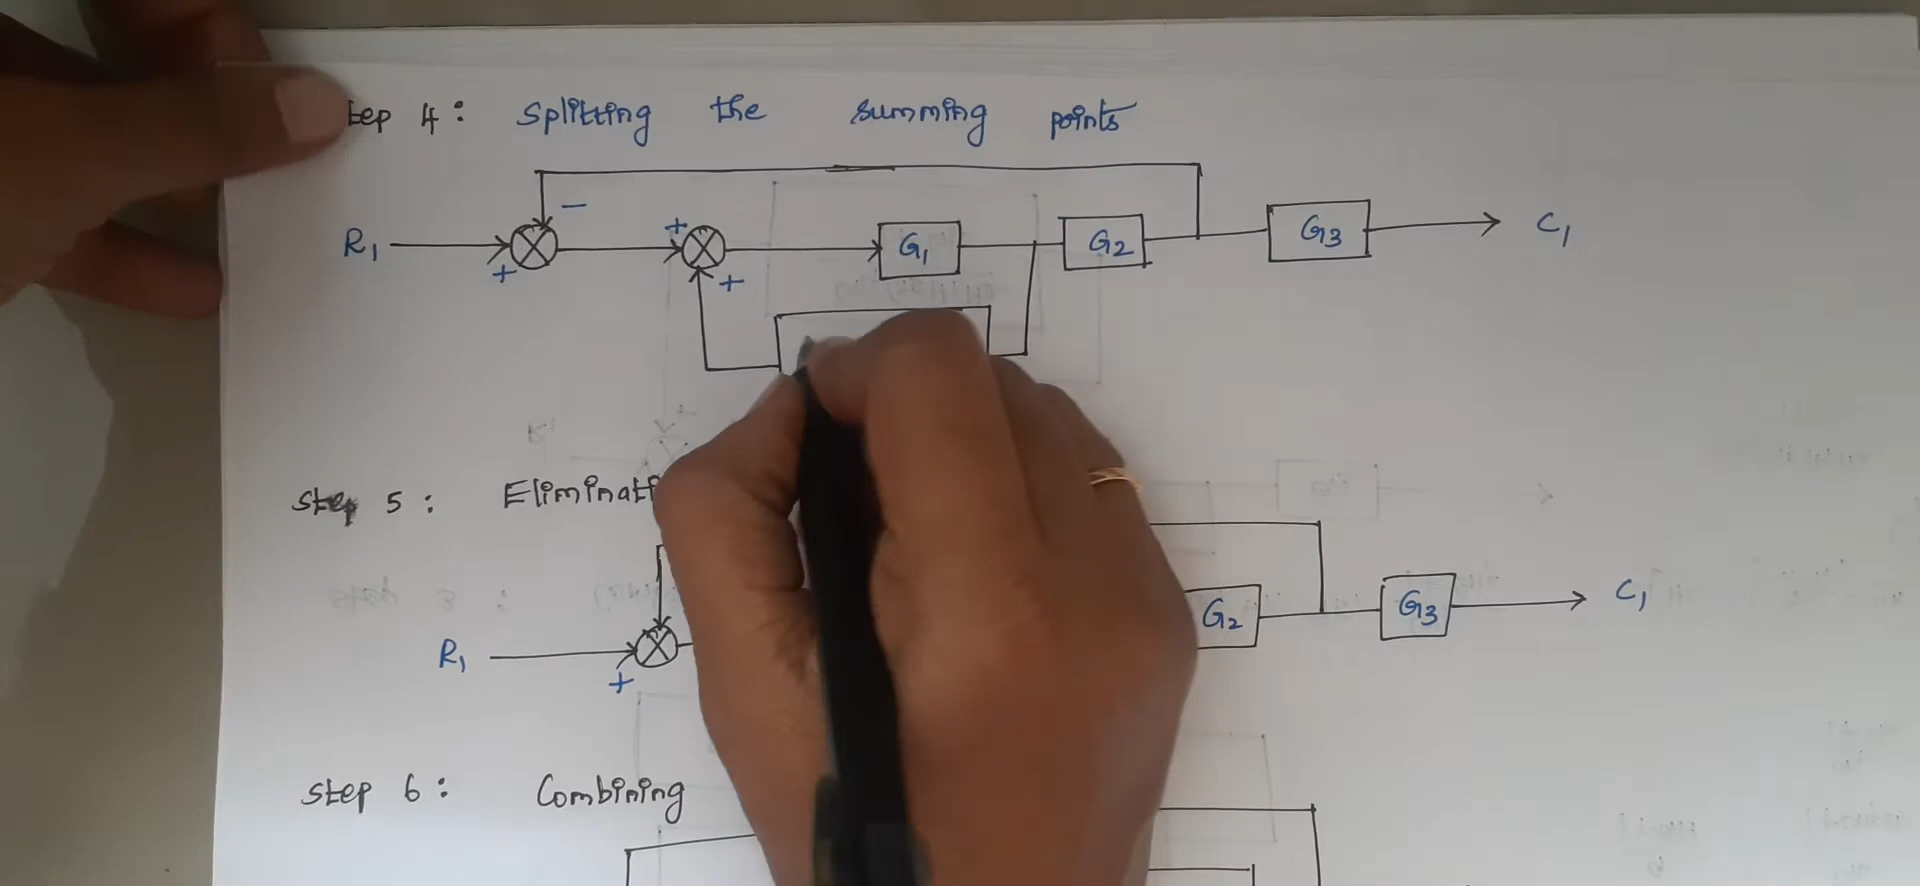 tep 4: splitting the summing points
−
R1 + + + G1 G2 G3 C1
step 5:
G2 G3 C1
R1 +
step 6: Combining